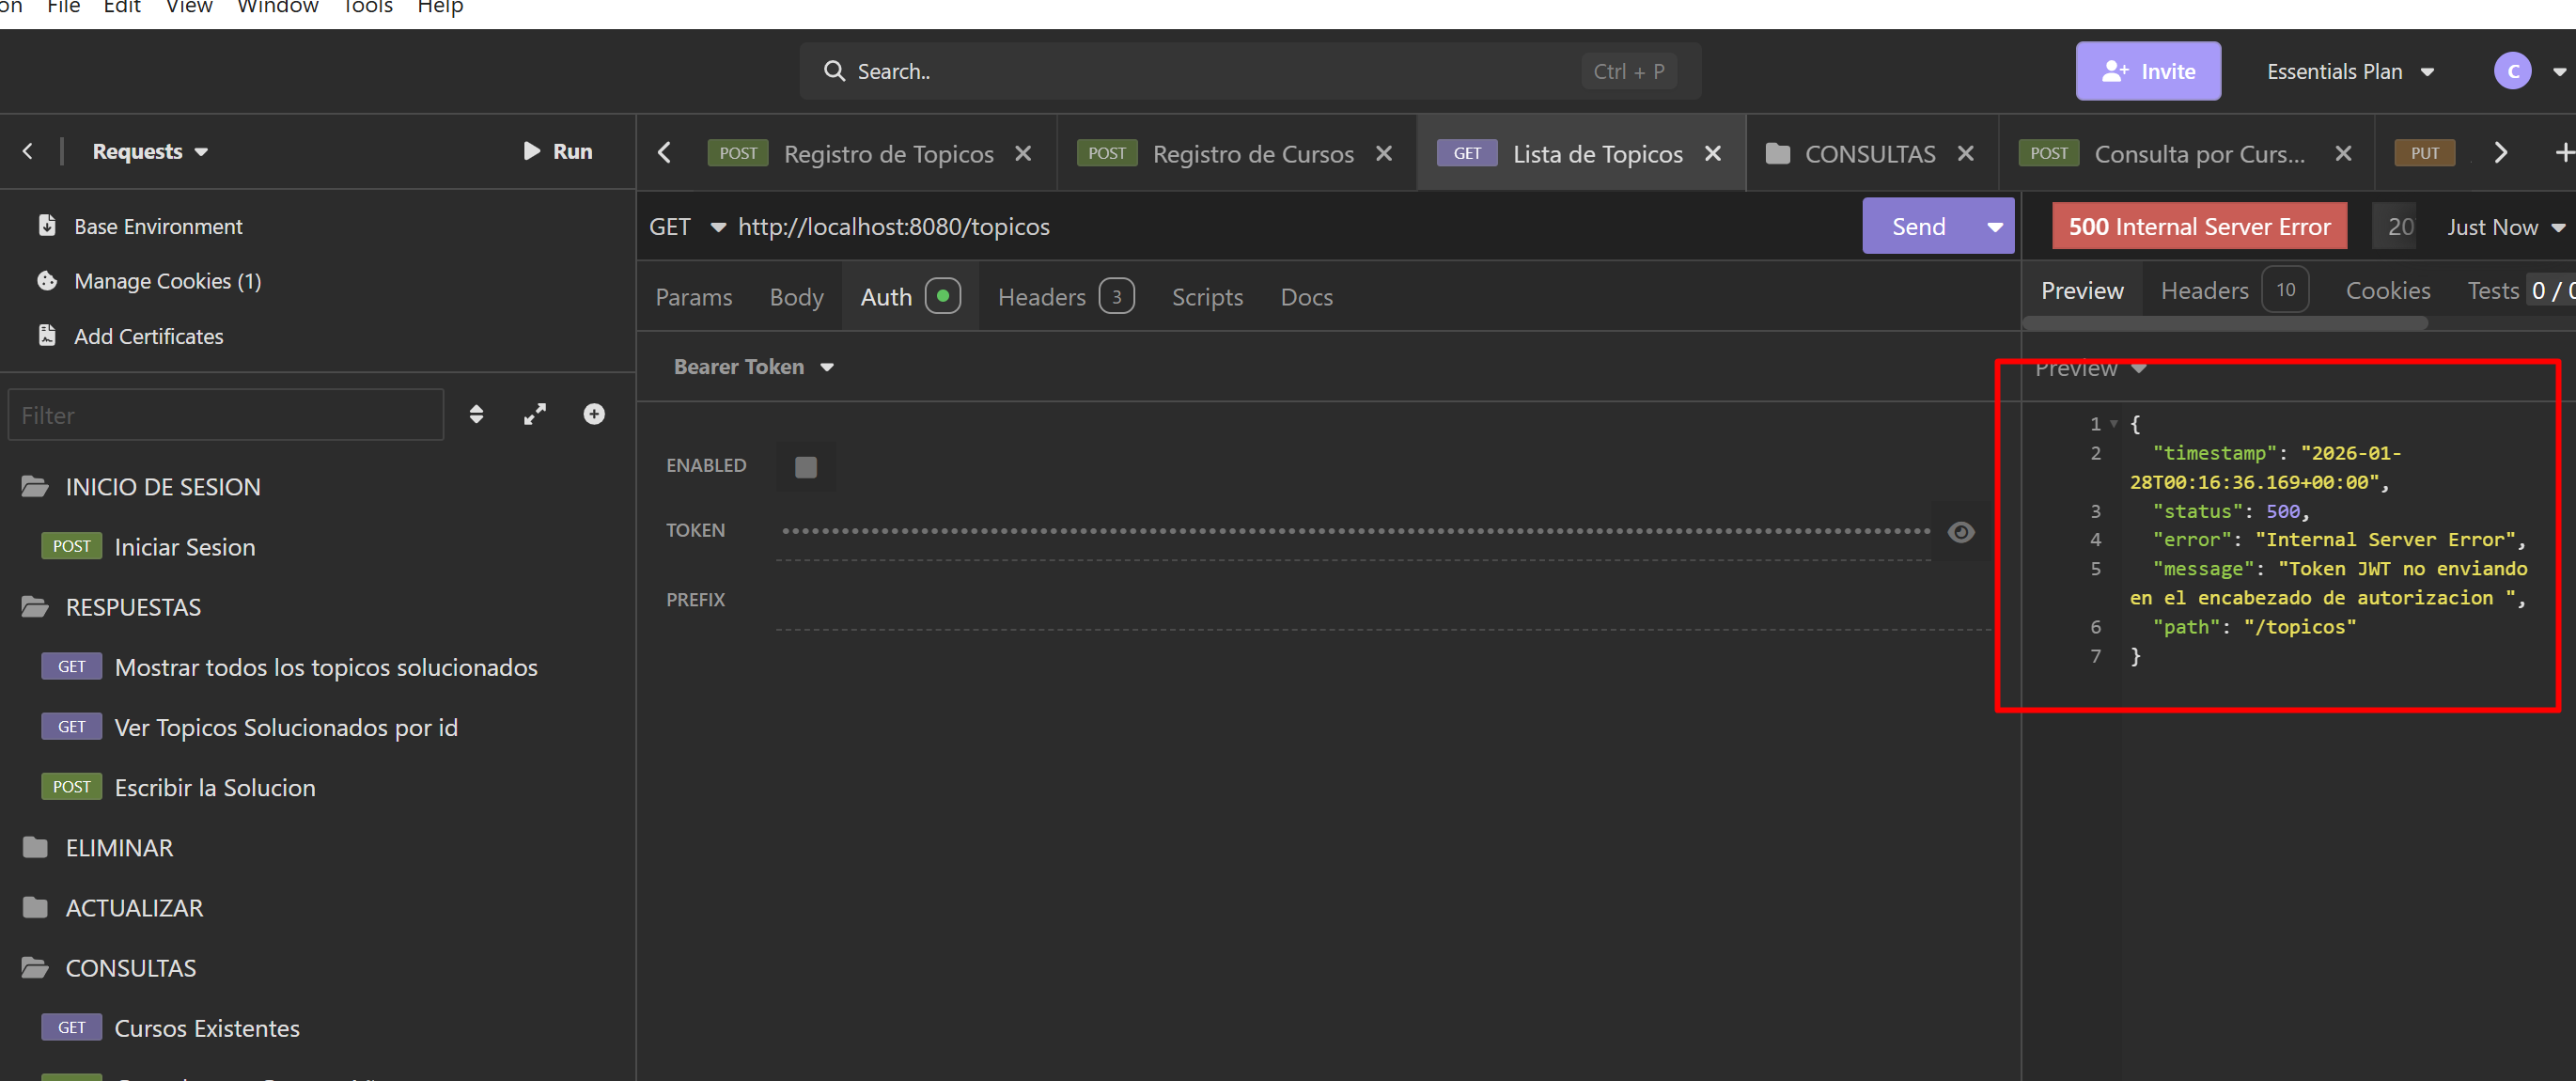 on File Edit View Window Tools Help
Search.. Ctrl + P
Invite
Essentials Plan
C
Requests
Run
POST Registro de Topicos
POST Registro de Cursos
GET Lista de Topicos
CONSULTAS
POST Consulta por Curs...
PUT
Base Environment
Manage Cookies (1)
Add Certificates
Filter
INICIO DE SESION
POST Iniciar Sesion
RESPUESTAS
GET Mostrar todos los topicos solucionados
GET Ver Topicos Solucionados por id
POST Escribir la Solucion
ELIMINAR
ACTUALIZAR
CONSULTAS
GET Cursos Existentes
GET http://localhost:8080/topicos
Send
Params Body Auth Headers 3 Scripts Docs
Bearer Token
ENABLED
TOKEN
PREFIX
500 Internal Server Error 20 Just Now
Preview Headers 10 Cookies Tests 0 / 0
Preview
1 {
2 "timestamp": "2026-01-
28T00:16:36.169+00:00",
3 "status": 500,
4 "error": "Internal Server Error",
5 "message": "Token JWT no enviando
en el encabezado de autorizacion ",
6 "path": "/topicos"
7 }